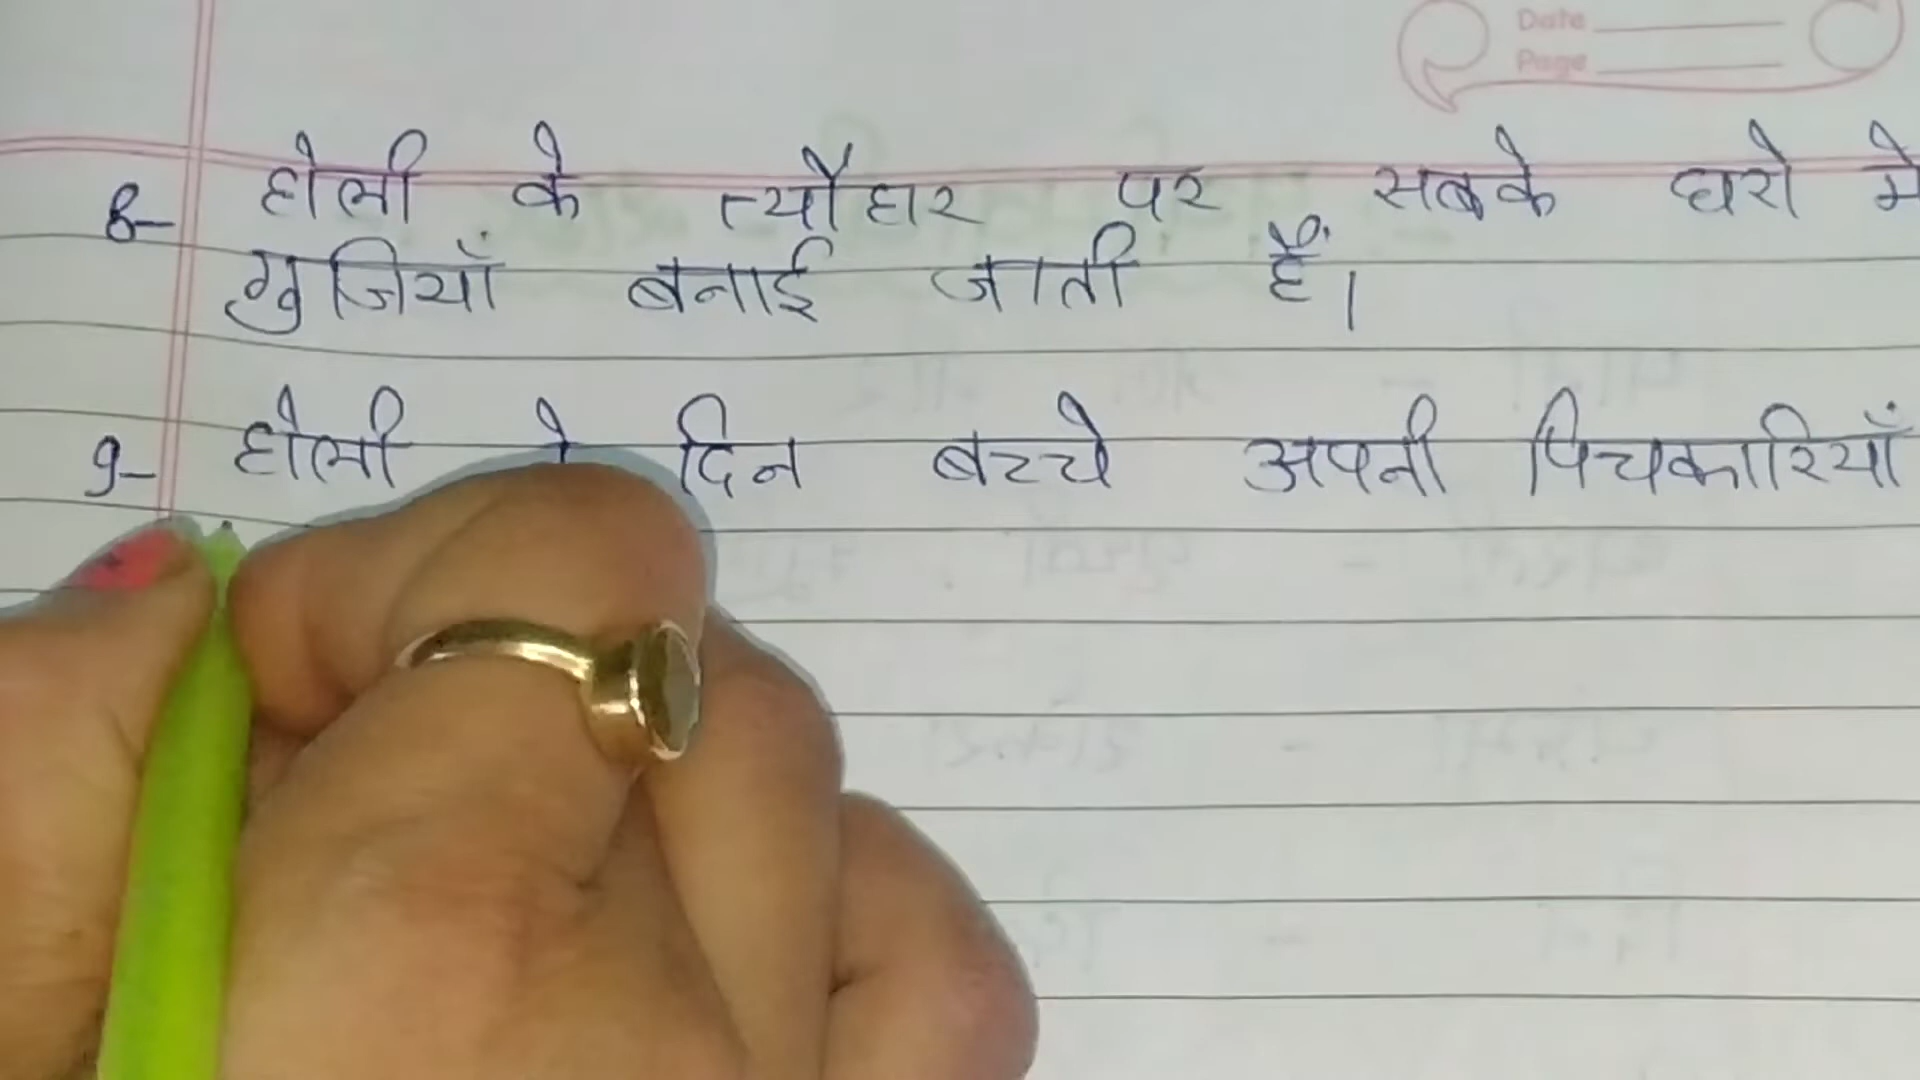 Date
Page
8- होली के त्यौहार पर सबके घरो मे
गुजियाँ बनाई जाती हैं।
9- होली दिन बच्चे अपनी पिचकारियाँ